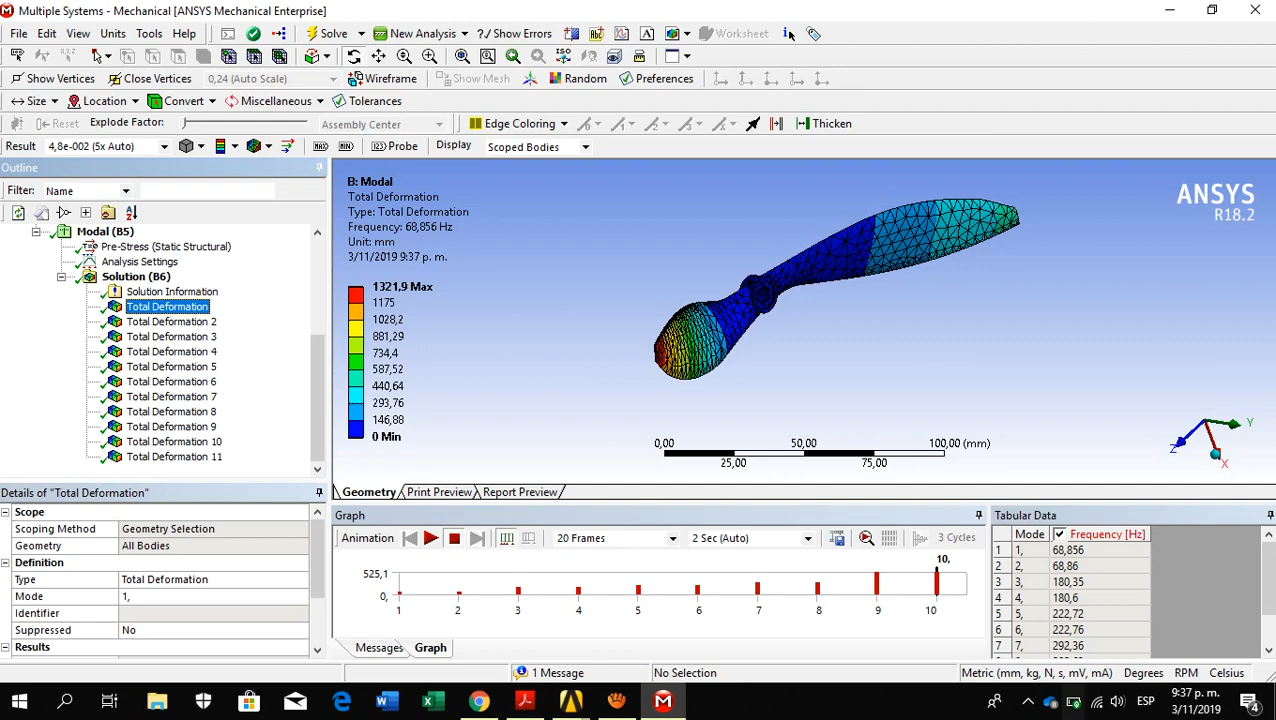 Multiple Systems - Mechanical [ANSYS Mechanical Enterprise]
File Edit View Units Tools Help Solve New Analysis Show Errors Worksheet
Show Vertices Close Vertices 0,24 (Auto Scale) Wireframe Show Mesh Random Preferences
Size Location Convert Miscellaneous Tolerances
Reset Explode Factor: Assembly Center Edge Coloring Thicken
Result 4,8e-002 (5x Auto) Probe Display Scoped Bodies
Outline
Filter: Name
Modal (B5)
Pre-Stress (Static Structural)
Analysis Settings
Solution (B6)
Solution Information
Total Deformation
Total Deformation 2
Total Deformation 3
Total Deformation 4
Total Deformation 5
Total Deformation 6
Total Deformation 7
Total Deformation 8
Total Deformation 9
Total Deformation 10
Total Deformation 11
Details of "Total Deformation"
Scope
Scoping Method Geometry Selection
Geometry All Bodies
Definition
Type Total Deformation
Mode 1,
Identifier
Suppressed No
Results
B: Modal
Total Deformation
Type: Total Deformation
Frequency: 68,856 Hz
Unit: mm
3/11/2019 9:37 p. m.
1321,9 Max
1175
1028,2
881,29
734,4
587,52
440,64
293,76
146,88
0 Min
ANSYS
R18.2
0,00 50,00 100,00 (mm)
25,00 75,00
Z Y X
Geometry Print Preview Report Preview
Graph
Animation 20 Frames 2 Sec (Auto) 3 Cycles
10,
525,1
0,
1 2 3 4 5 6 7 8 9 10
Messages Graph
Tabular Data
Mode Frequency [Hz]
1 1, 68,856
2 2, 68,86
3 3, 180,35
4 4, 180,6
5 5, 222,72
6 6, 222,76
7 7, 292,36
1 Message No Selection Metric (mm, kg, N, s, mV, mA) Degrees RPM Celsius
ESP
9:37 p. m.
3/11/2019
4